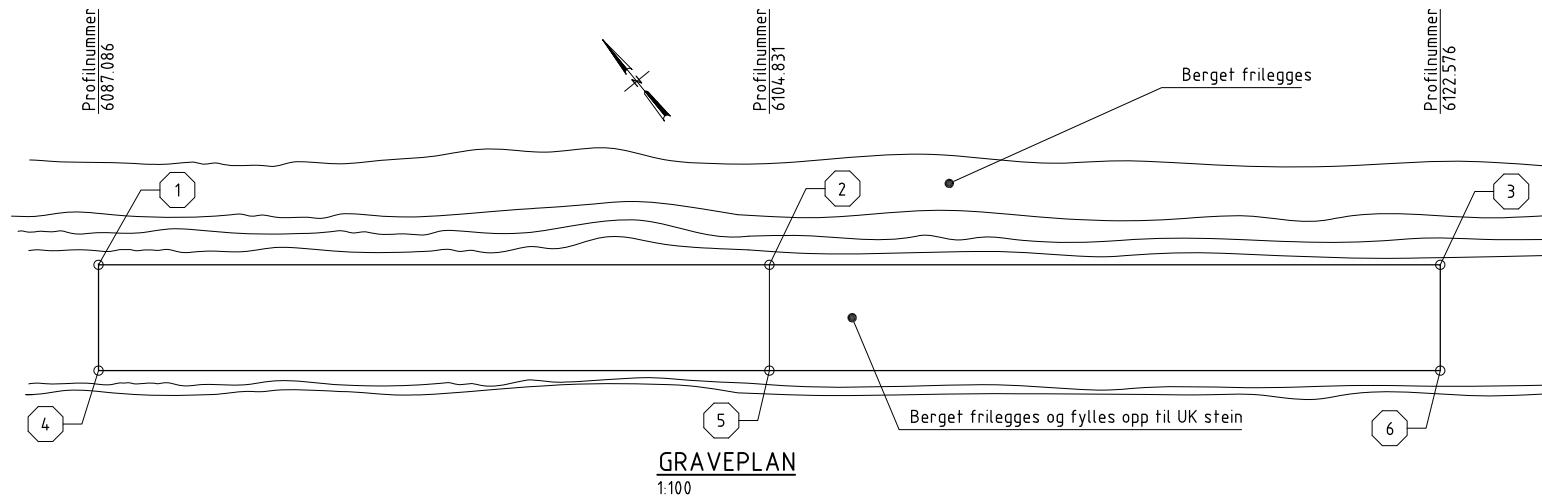 Profilnummer
6087.086
Profilnummer
6104.831
Profilnummer
6122.576
N
Berget frilegges
1
2
3
4
5
6
Berget frilegges og fylles opp til UK stein
GRAVEPLAN
1:100